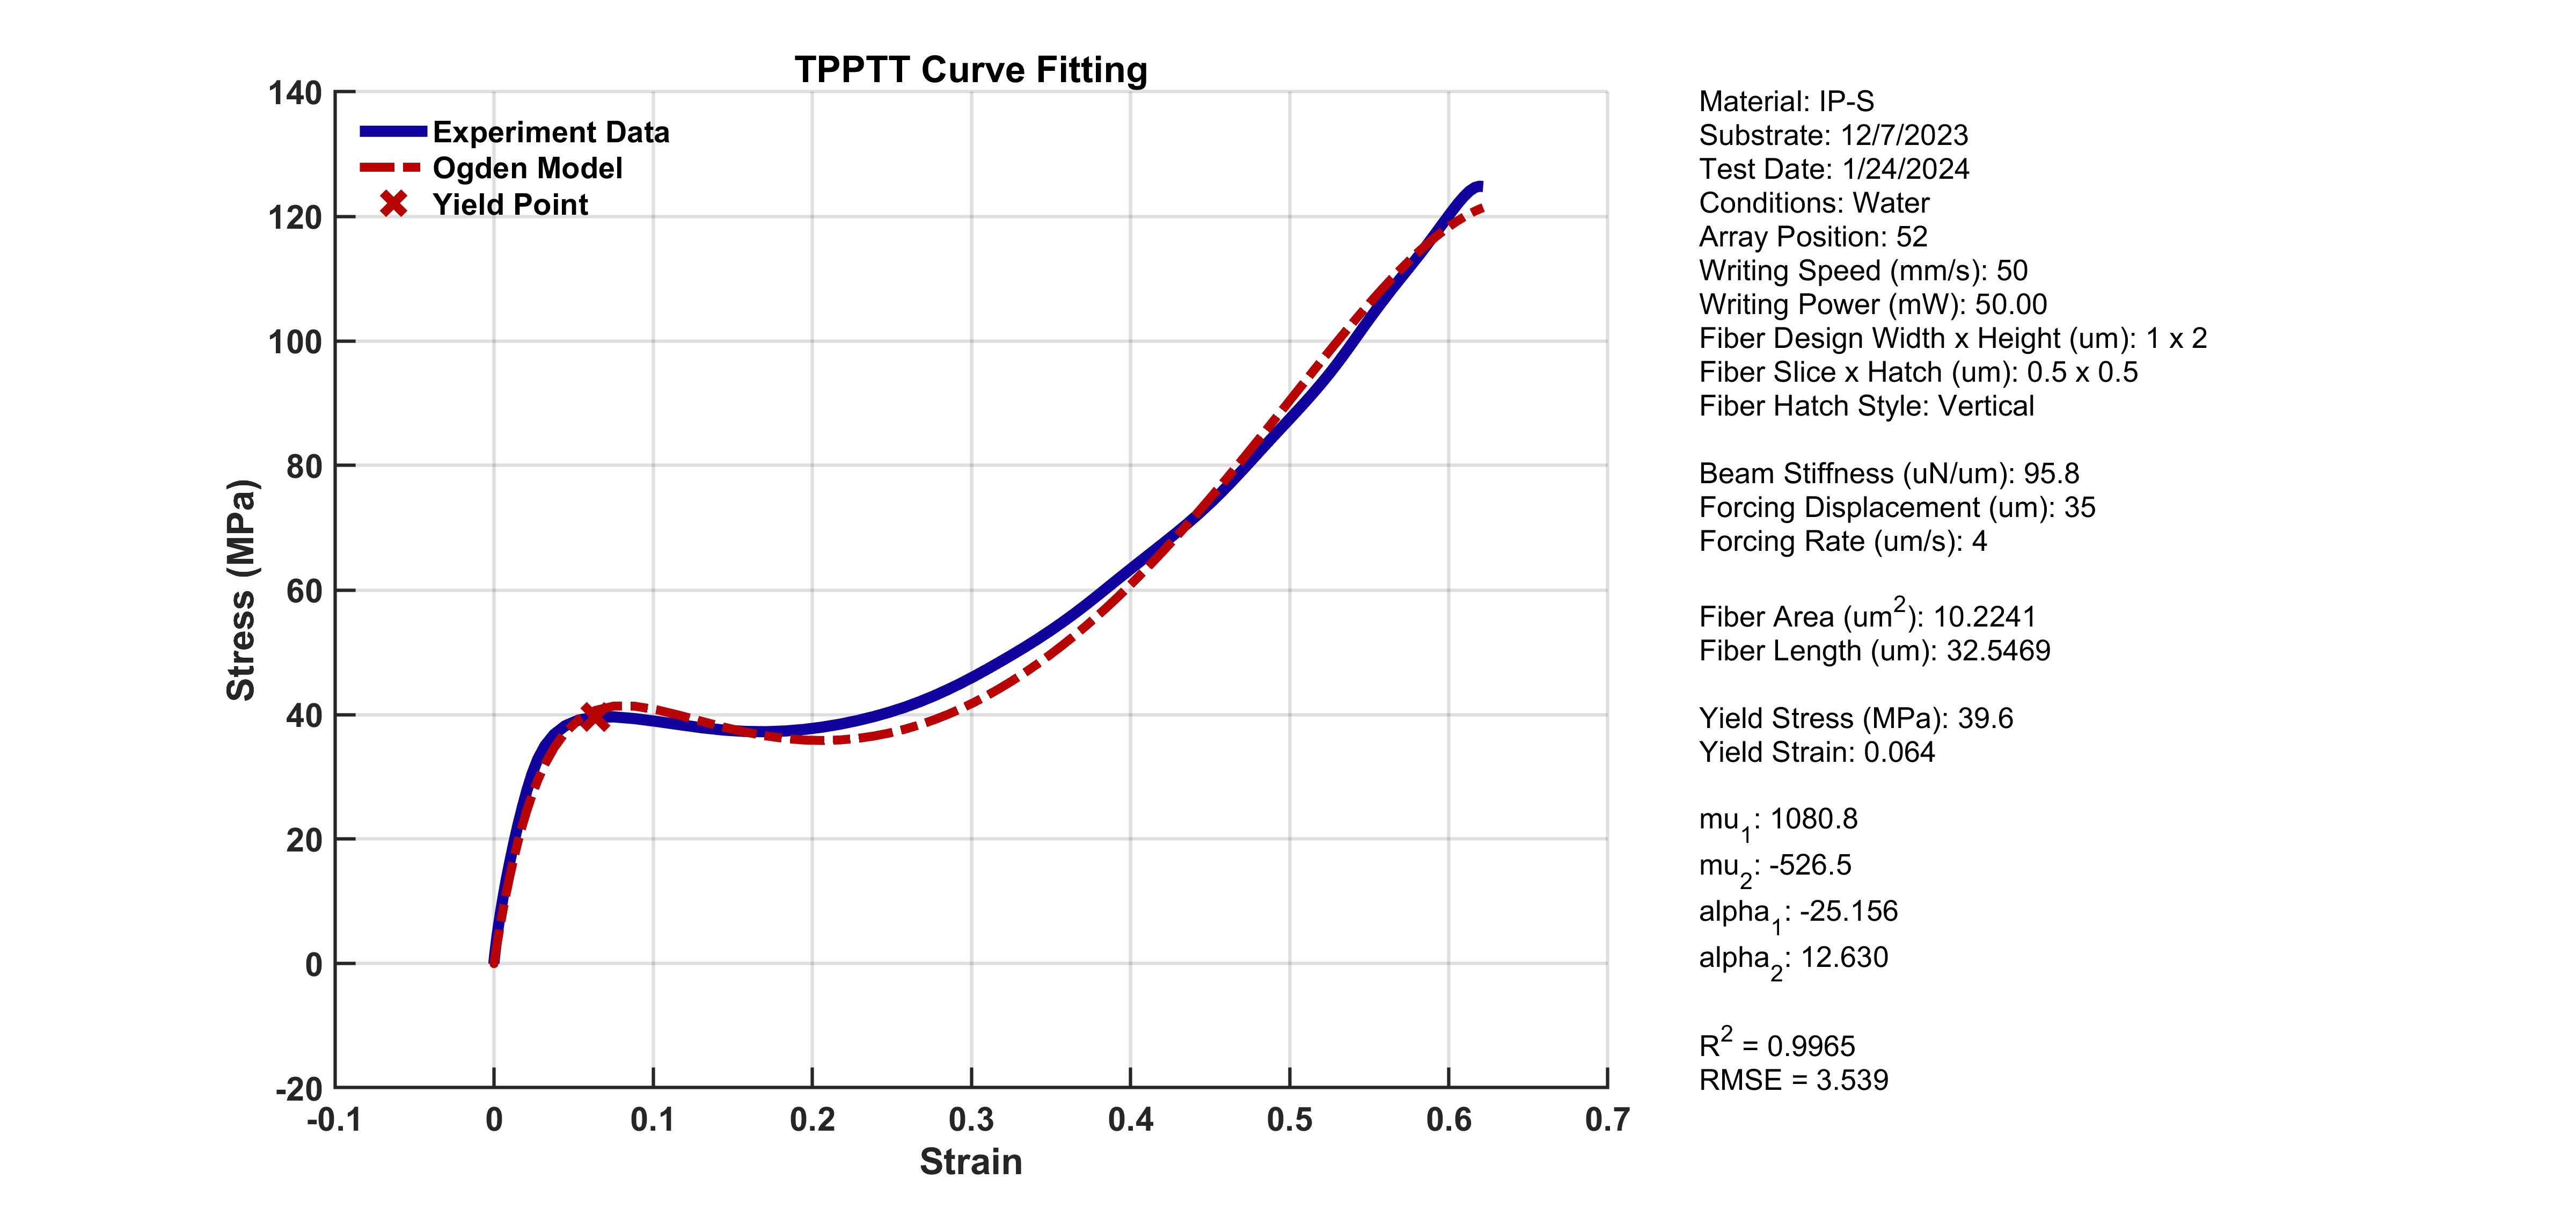 TPPTT Curve Fitting
Experiment Data
Ogden Model
Yield Point
140
120
100
80
60
40
20
0
-20
-0.1 0 0.1 0.2 0.3 0.4 0.5 0.6 0.7
Stress (MPa)
Strain
Material: IP-S
Substrate: 12/7/2023
Test Date: 1/24/2024
Conditions: Water
Array Position: 52
Writing Speed (mm/s): 50
Writing Power (mW): 50.00
Fiber Design Width x Height (um): 1 x 2
Fiber Slice x Hatch (um): 0.5 x 0.5
Fiber Hatch Style: Vertical
Beam Stiffness (uN/um): 95.8
Forcing Displacement (um): 35
Forcing Rate (um/s): 4
Fiber Area (um²): 10.2241
Fiber Length (um): 32.5469
Yield Stress (MPa): 39.6
Yield Strain: 0.064
mu₁: 1080.8
mu₂: -526.5
alpha₁: -25.156
alpha₂: 12.630
R² = 0.9965
RMSE = 3.539